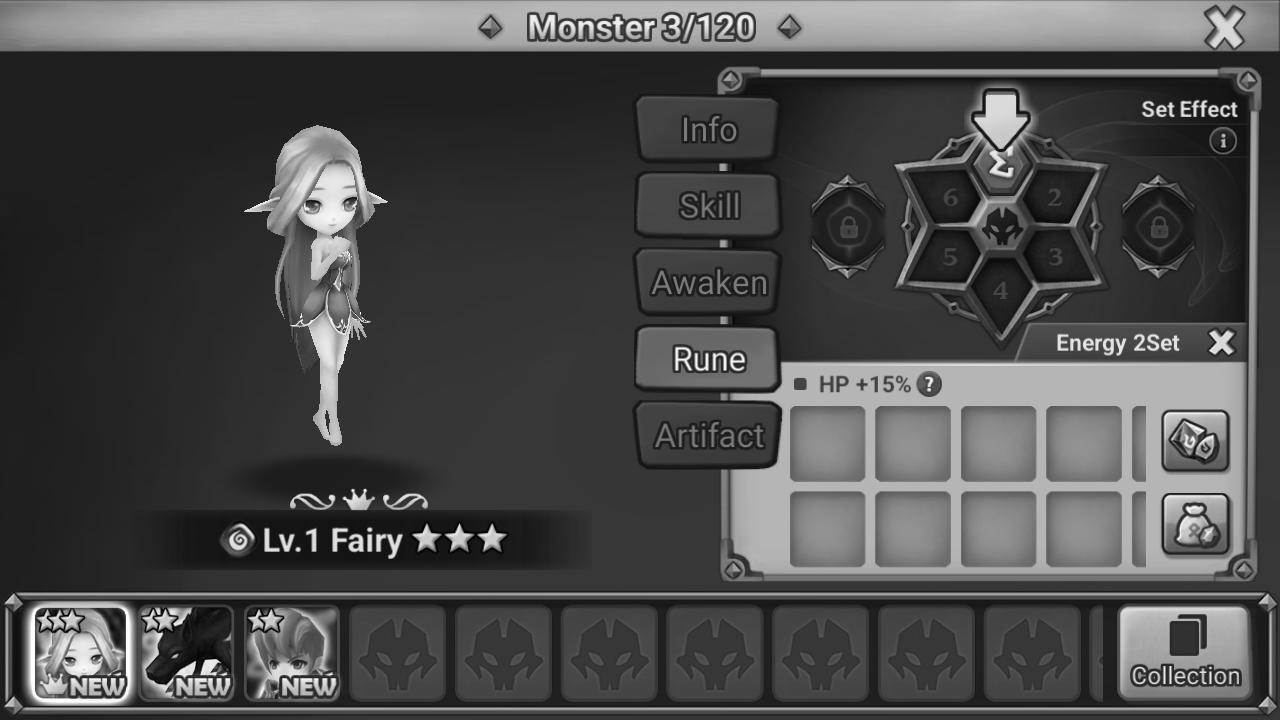 Monster 3/120
Info
Skill
Awaken
Rune
Artifact
Set Effect
6
2
5
3
4
Energy 2Set
HP +15% ?
Lv.1 Fairy
NEW
NEW
NEW
Collection